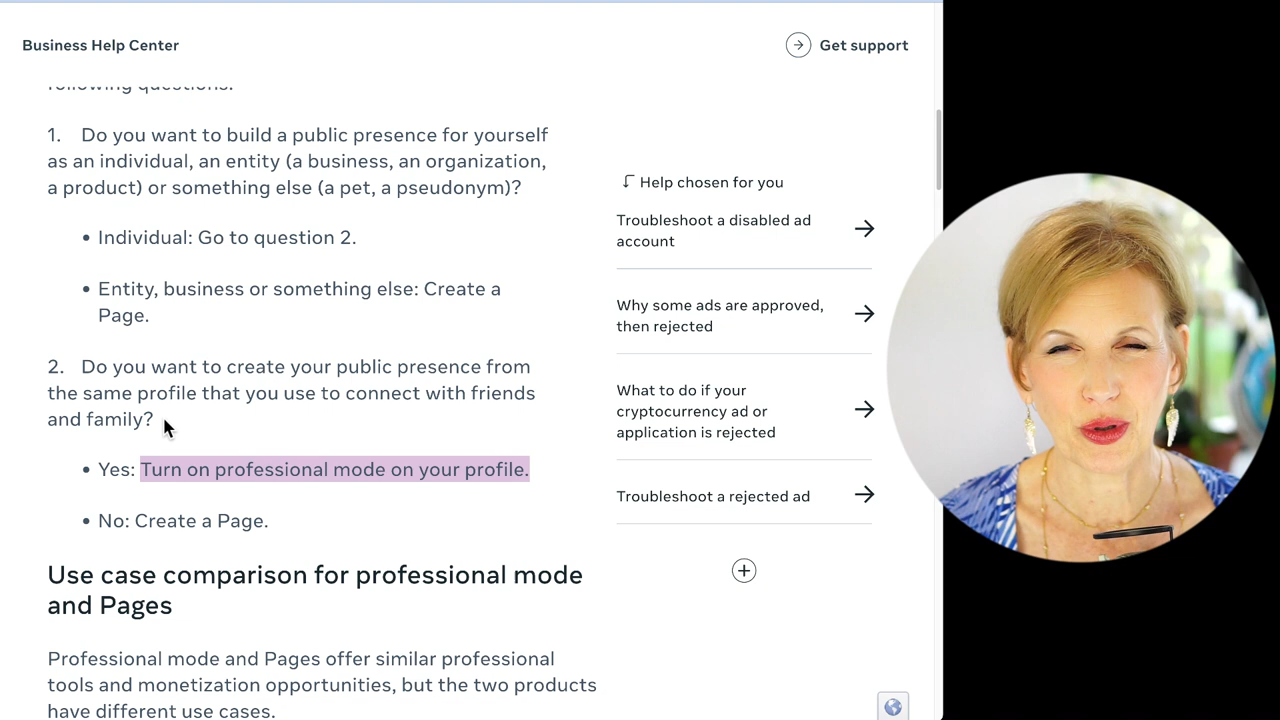 Business Help Center
Get support
following questions:
1. Do you want to build a public presence for yourself
as an individual, an entity (a business, an organization,
a product) or something else (a pet, a pseudonym)?
• Individual: Go to question 2.
• Entity, business or something else: Create a
Page.
2. Do you want to create your public presence from
the same profile that you use to connect with friends
and family?
• Yes: Turn on professional mode on your profile.
• No: Create a Page.
Use case comparison for professional mode
and Pages
Professional mode and Pages offer similar professional
tools and monetization opportunities, but the two products
have different use cases.
Help chosen for you
Troubleshoot a disabled ad
account
Why some ads are approved,
then rejected
What to do if your
cryptocurrency ad or
application is rejected
Troubleshoot a rejected ad